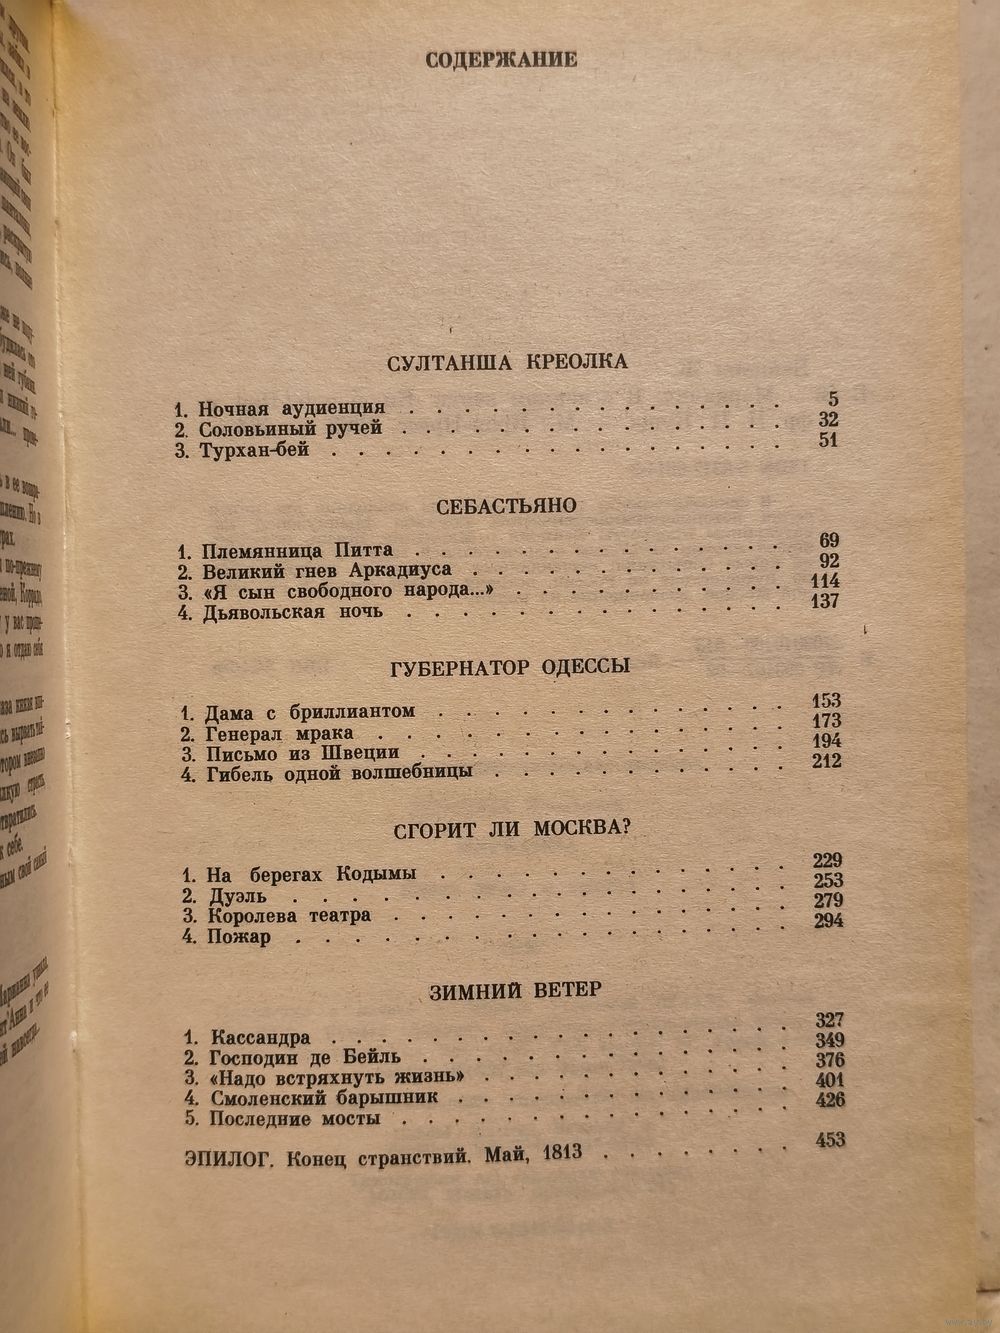 СОДЕРЖАНИЕ
СУЛТАНША КРЕОЛКА
1. Ночная аудиенция . . . . . . . . . . . . . . 5
2. Соловьиный ручей . . . . . . . . . . . . . . 32
3. Турхан-бей . . . . . . . . . . . . . . . . . 51
СЕБАСТЬЯНО
1. Племянница Питта . . . . . . . . . . . . . . 69
2. Великий гнев Аркадиуса . . . . . . . . . . . 92
3. «Я сын свободного народа...» . . . . . . . . . . 114
4. Дьявольская ночь . . . . . . . . . . . . . . 137
ГУБЕРНАТОР ОДЕССЫ
1. Дама с бриллиантом . . . . . . . . . . . . . 153
2. Генерал мрака . . . . . . . . . . . . . . . 173
3. Письмо из Швеции . . . . . . . . . . . . . 194
4. Гибель одной волшебницы . . . . . . . . . . . 212
СГОРИТ ЛИ МОСКВА?
1. На берегах Кодымы . . . . . . . . . . . . . 229
2. Дуэль . . . . . . . . . . . . . . . . . . 253
3. Королева театра . . . . . . . . . . . . . . 279
4. Пожар . . . . . . . . . . . . . . . . . . 294
ЗИМНИЙ ВЕТЕР
1. Кассандра . . . . . . . . . . . . . . . . . 327
2. Господин де Бейль . . . . . . . . . . . . . 349
3. «Надо встряхнуть жизнь» . . . . . . . . . . . 376
4. Смоленский барышник . . . . . . . . . . . . 401
5. Последние мосты . . . . . . . . . . . . . . 426
ЭПИЛОГ. Конец странствий. Май, 1813 . . . . . . . 453